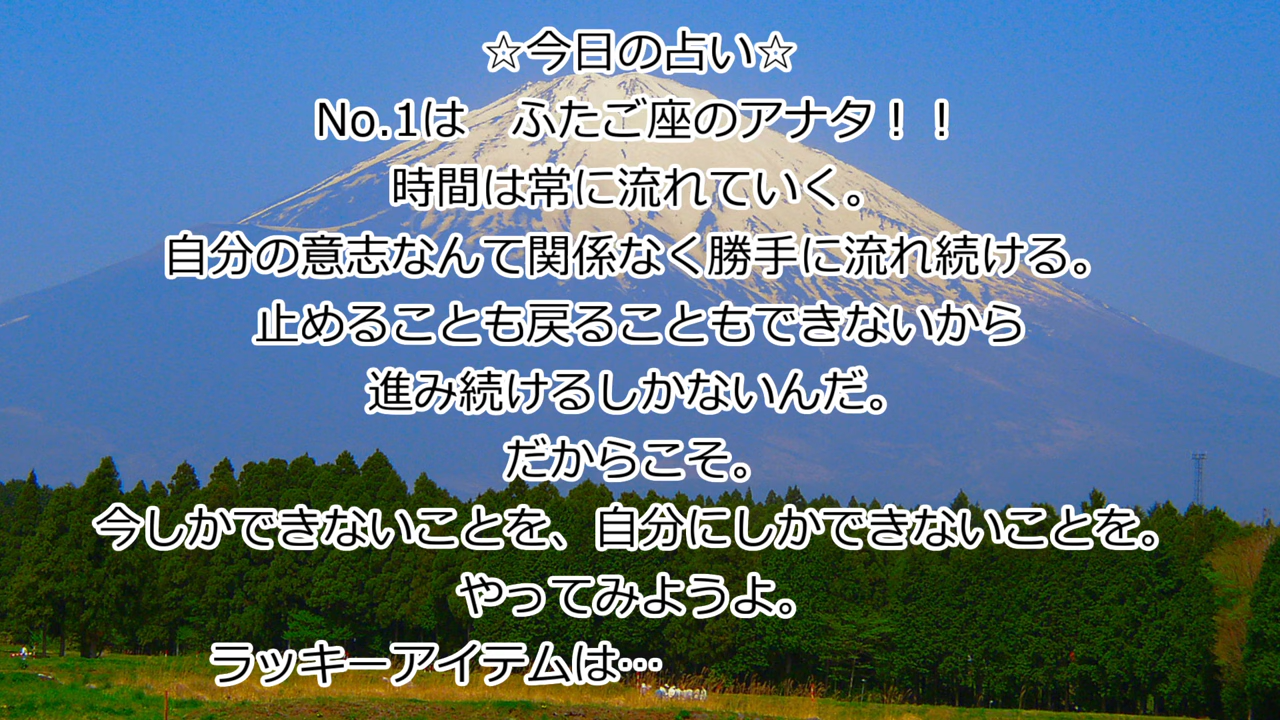 ☆今日の占い☆
No.1は　ふたご座のアナタ！！
時間は常に流れていく。
自分の意志なんて関係なく勝手に流れ続ける。
止めることも戻ることもできないから
進み続けるしかないんだ。
だからこそ。
今しかできないことを、自分にしかできないことを。
やってみようよ。
ラッキーアイテムは…